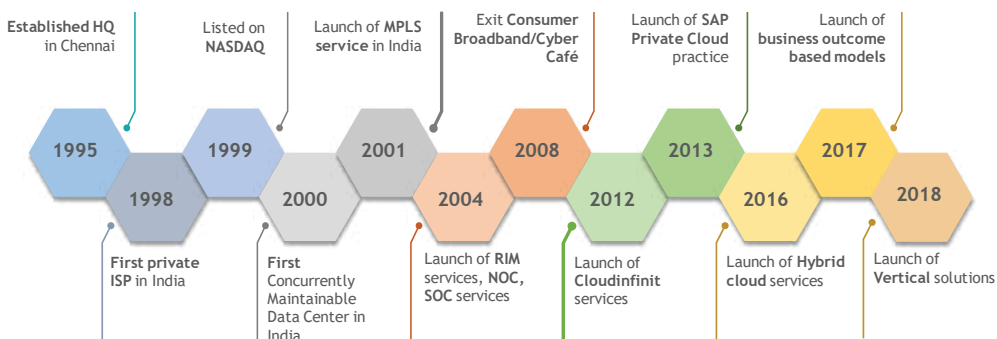 Established HQ
in Chennai
Listed on
NASDAQ
Launch of MPLS
service in India
Exit Consumer
Broadband/Cyber
Café
Launch of SAP
Private Cloud
practice
Launch of
business outcome
based models
1995
1998
1999
2000
2001
2004
2008
2012
2013
2016
2017
2018
First private
ISP in India
First
Concurrently
Maintainable
Data Center in
India
Launch of RIM
services, NOC,
SOC services
Launch of
Cloudinfinit
services
Launch of Hybrid
cloud services
Launch of
Vertical solutions